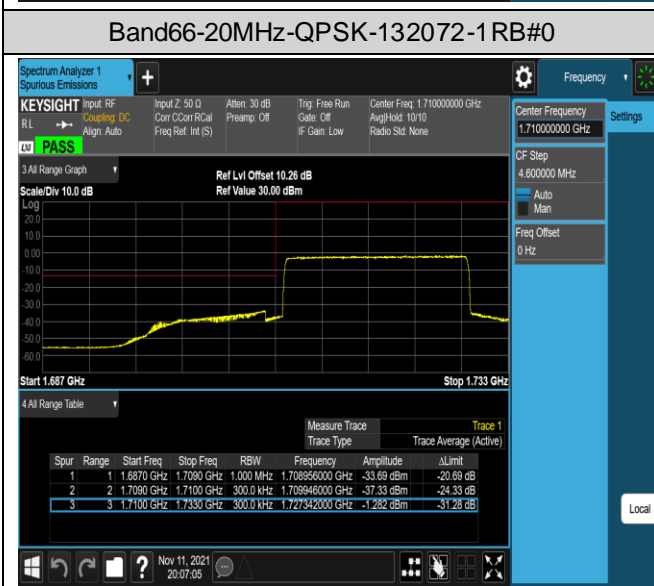 Band66-20MHz-QPSK-132072-1RB#0
Spectrum Analyzer 1
Spurious Emissions
+
Frequency
KEYSIGHT
RL
Input: RF
Coupling: DC
Align: Auto
Input Z: 50 Ω
Corr CCorr RCal
Freq Ref: Int (S)
Atten: 30 dB
Preamp: Off
Trig: Free Run
Gate: Off
IF Gain: Low
Center Freq: 1.710000000 GHz
Avg|Hold: 10/10
Radio Std: None
PASS
Center Frequency
1.710000000 GHz
Settings
CF Step
4.600000 MHz
Auto
Man
Freq Offset
0 Hz
3 All Range Graph
Ref Lvl Offset 10.26 dB
Scale/Div 10.0 dB
Ref Value 30.00 dBm
Log
20.0
10.0
0.00
-10.0
-20.0
-30.0
-40.0
-50.0
-60.0
Start 1.687 GHz
Stop 1.733 GHz
4 All Range Table
Measure Trace Trace 1
Trace Type Trace Average (Active)
Spur Range Start Freq Stop Freq RBW Frequency Amplitude ΔLimit
1 1 1.6870 GHz 1.7090 GHz 1.000 MHz 1.708956000 GHz -33.69 dBm -20.69 dB
2 2 1.7090 GHz 1.7100 GHz 300.0 kHz 1.709946000 GHz -37.33 dBm -24.33 dB
3 3 1.7100 GHz 1.7330 GHz 300.0 kHz 1.727342000 GHz -1.282 dBm -31.28 dB
Local
?
Nov 11, 2021
20:07:05